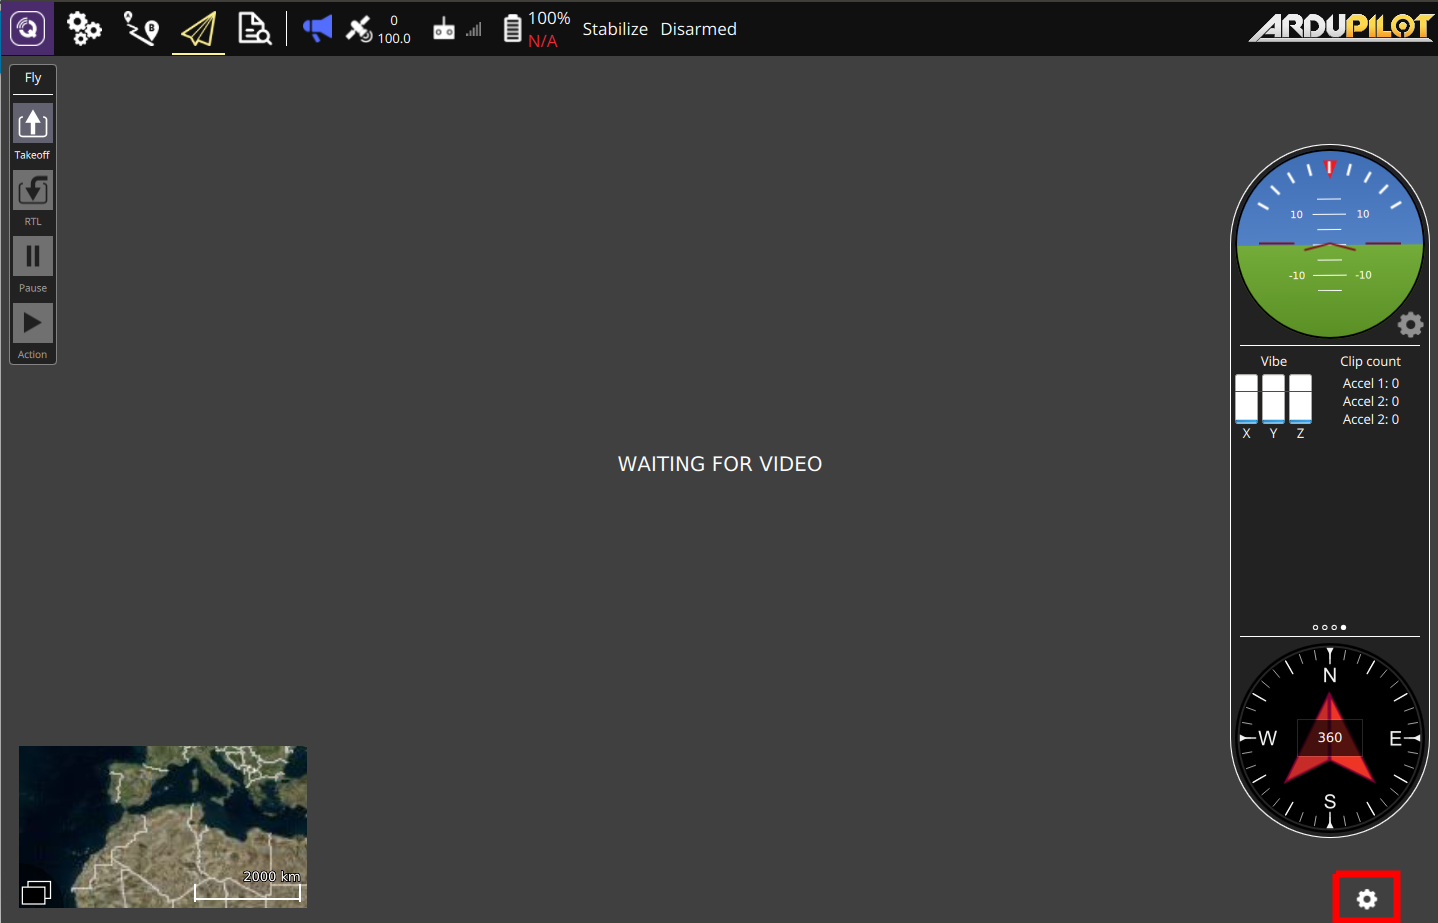 0
100.0
100%
N/A
Stabilize
Disarmed
ARDUPILOT
B
Fly
Takeoff
RTL
Pause
Action
10 10
-10 -10
Vibe
Clip count
Accel 1: 0
Accel 2: 0
Accel 2: 0
X Y Z
WAITING FOR VIDEO
N
W 360 E
S
2000 km